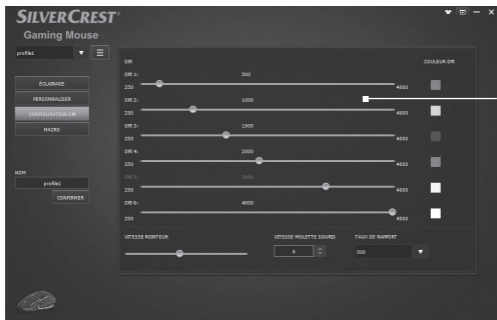 SILVERCREST®
Gaming Mouse
profile1
DPI
COULEUR DPI
DPI 1:
500
250
4000
ÉCLAIRAGE
DPI 2:
1000
PERSONNALISER
250
4000
CONFIGURATION DPI
DPI 3:
1500
MACRO
250
4000
DPI 4:
2000
250
4000
NOM
DPI 5:
profile1
250
4000
CONFIRMER
DPI 6:
4000
250
4000
VITESSE POINTEUR
VITESSE MOLETTE SOURIS
TAUX DE RAPPORT
6
500